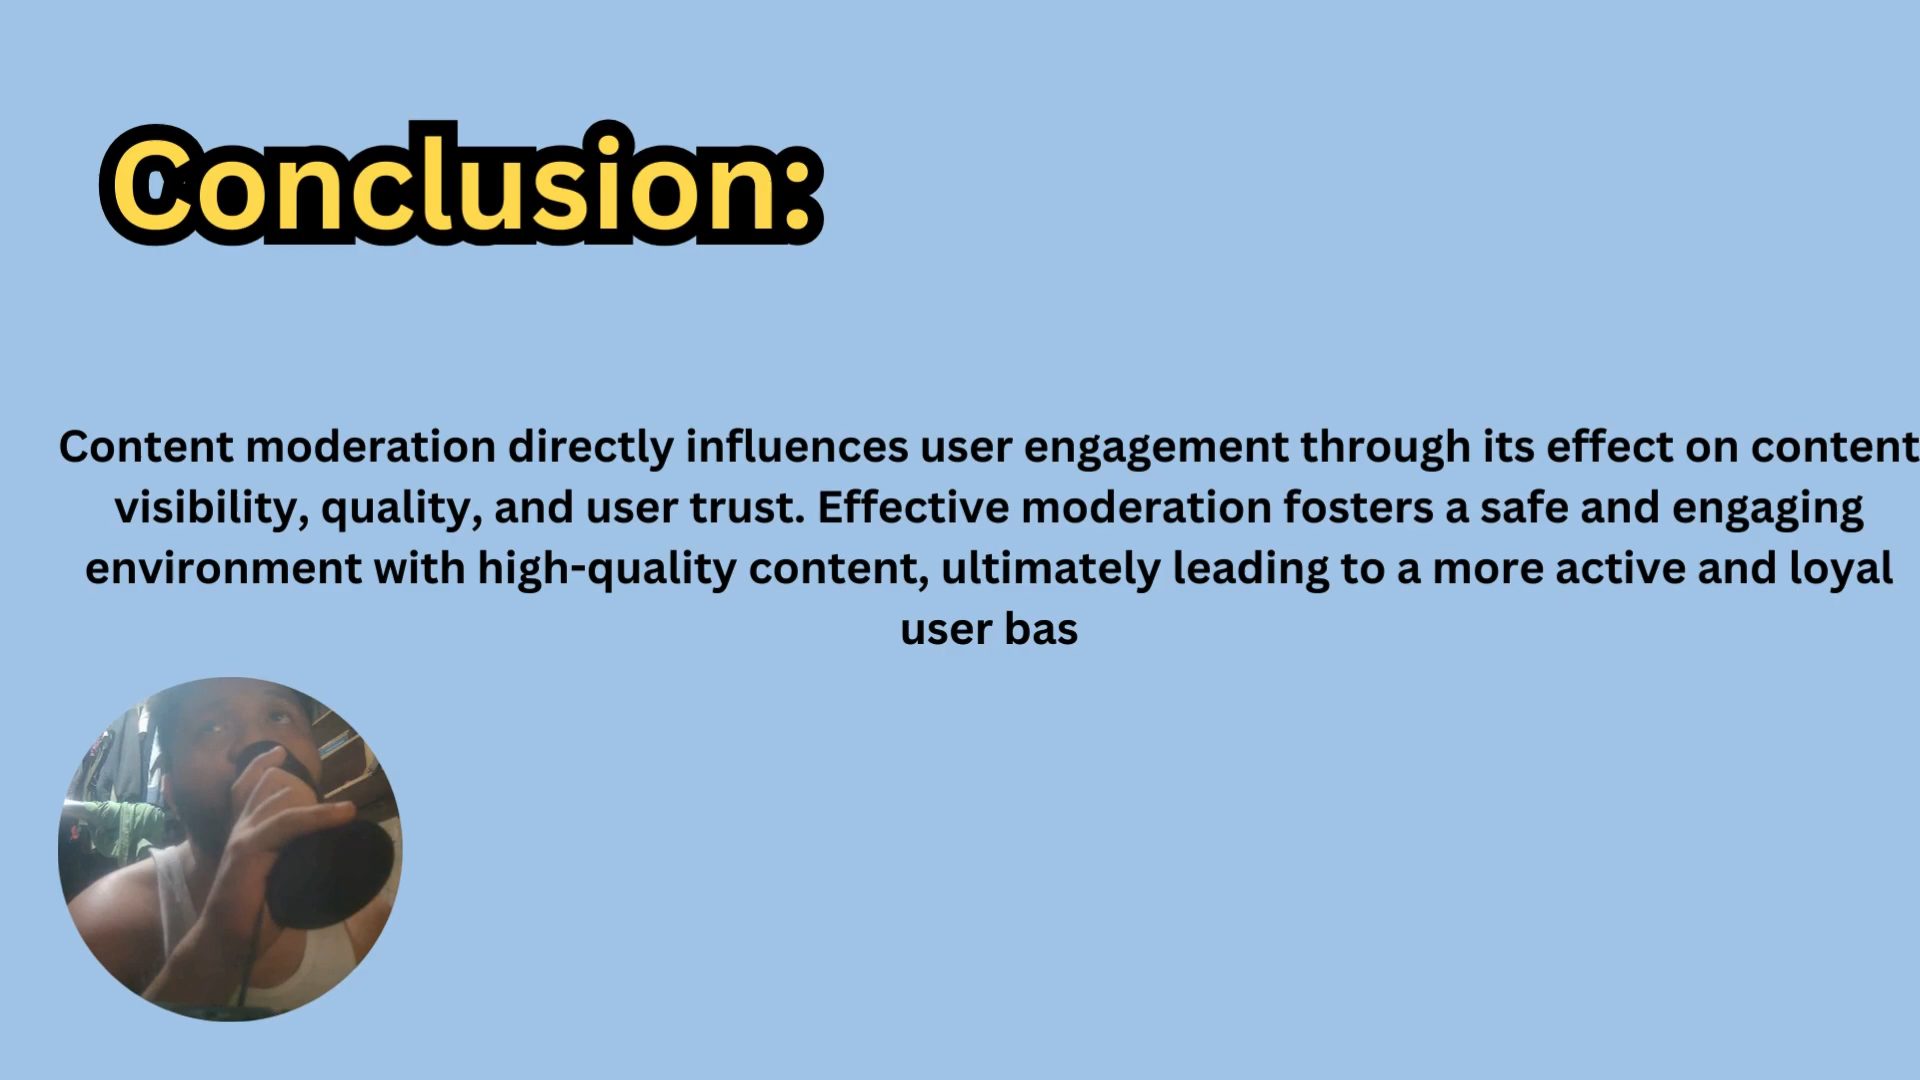 Conclusion:
Content moderation directly influences user engagement through its effect on content
visibility, quality, and user trust. Effective moderation fosters a safe and engaging
environment with high-quality content, ultimately leading to a more active and loyal
user bas